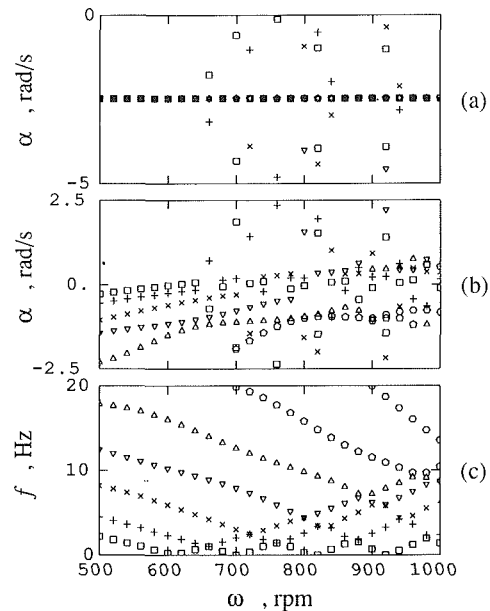 0
α , rad/s
(a)
-5
2.5
α , rad/s
0.
(b)
-2.5
20
f , Hz
10
(c)
0
500 600 700 800 900 1000
ω , rpm